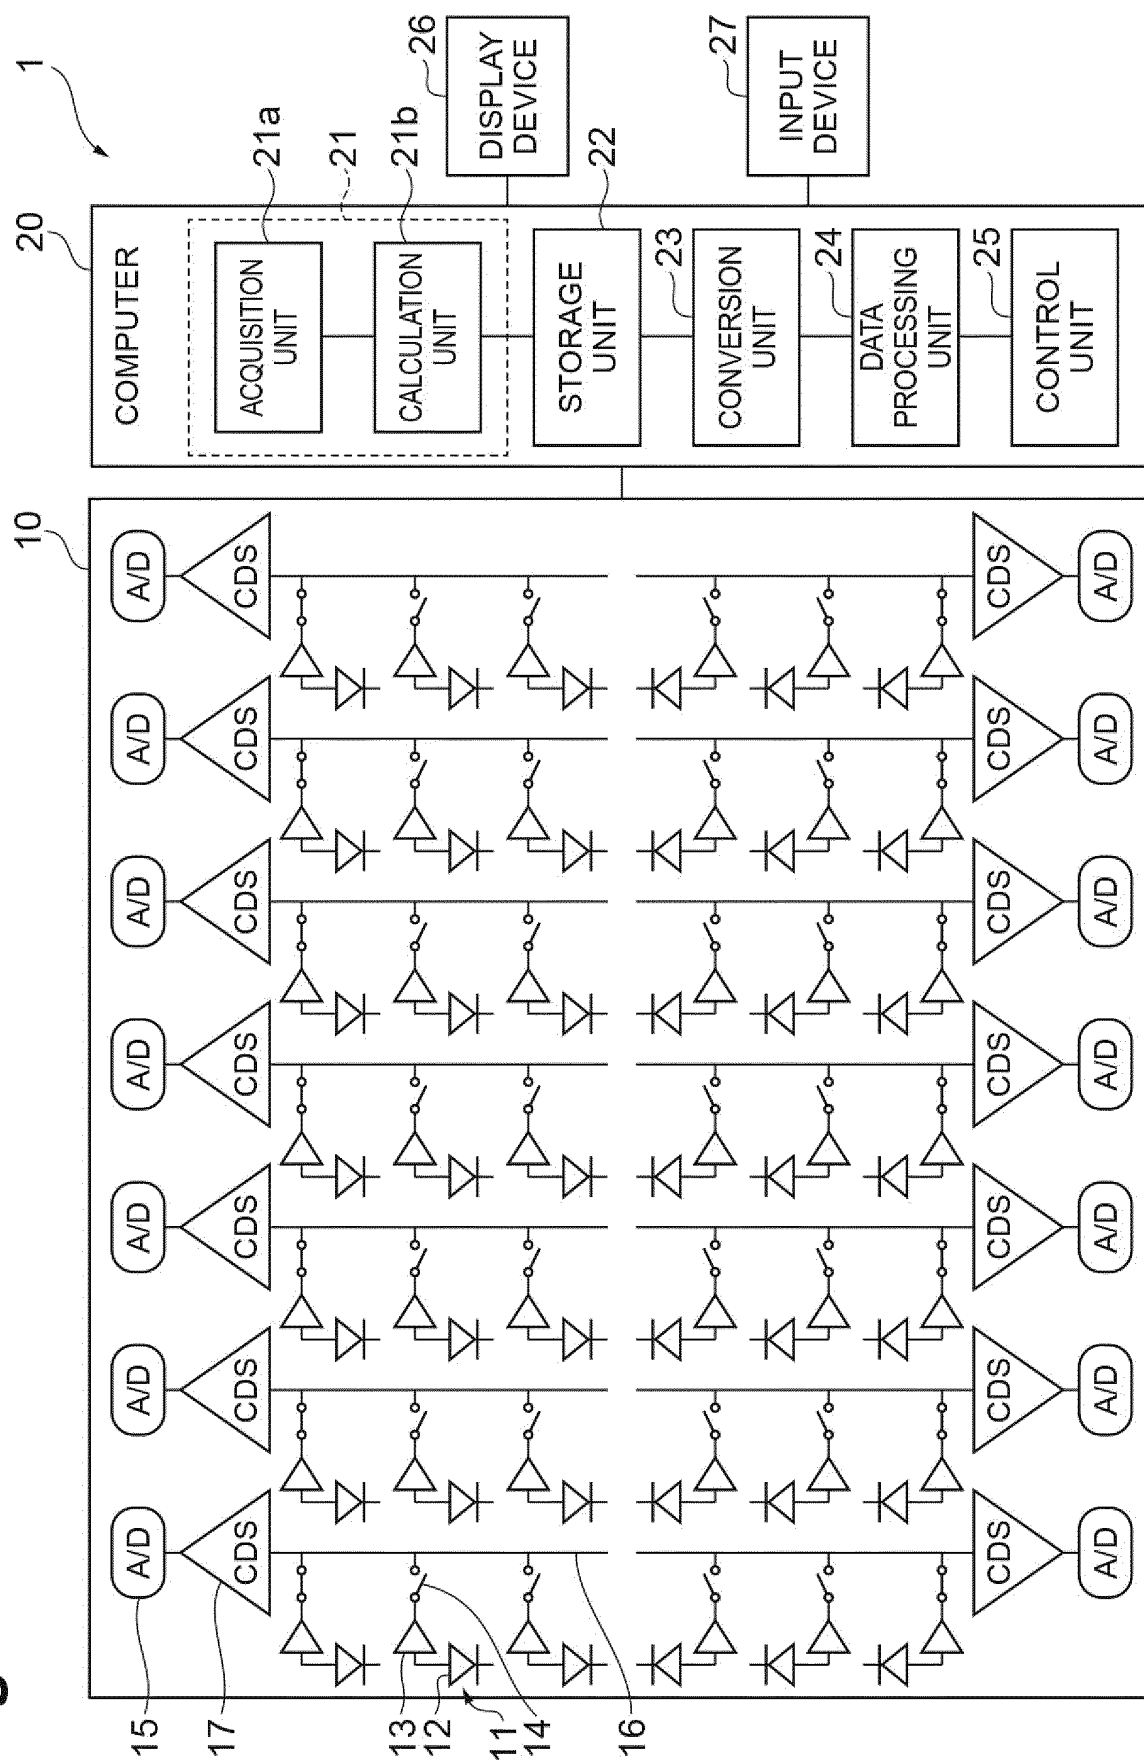 1
20
10
COMPUTER
ACQUISITION
UNIT
21a
21
CALCULATION
UNIT
21b
STORAGE
UNIT
22
CONVERSION
UNIT
23
DATA
PROCESSING
UNIT
24
CONTROL
UNIT
25
DISPLAY
DEVICE
26
INPUT
DEVICE
27
A/D
A/D
A/D
A/D
A/D
A/D
A/D
CDS
CDS
CDS
CDS
CDS
CDS
CDS
15
17
13
12
11
14
16
CDS
CDS
CDS
CDS
CDS
CDS
CDS
A/D
A/D
A/D
A/D
A/D
A/D
A/D